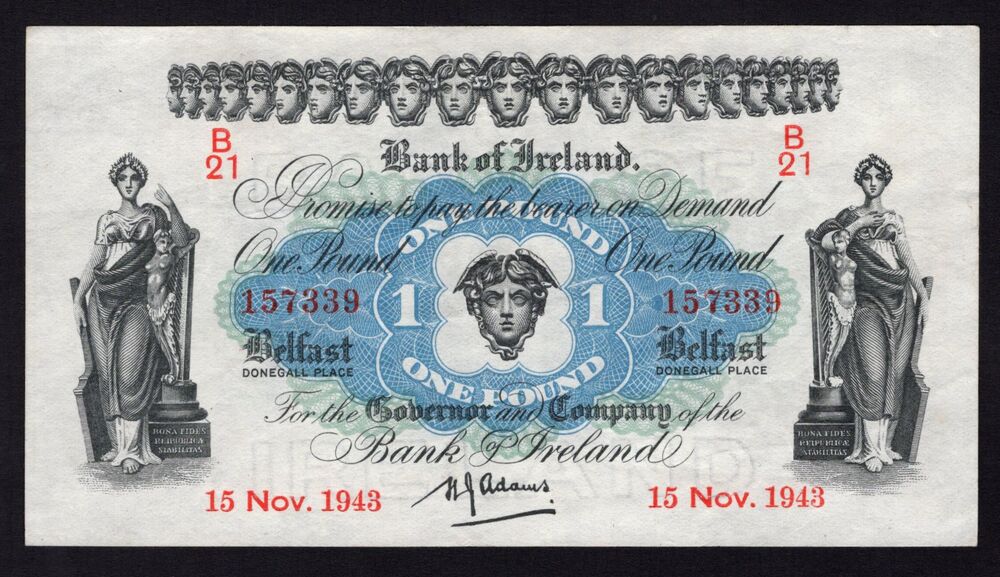 B
21
B
21
Bank of Ireland.
I Promise to pay the bearer on Demand
One Pound
ONE POUND
One Pound
157339
1
1
157339
Belfast
DONEGALL PLACE
Belfast
DONEGALL PLACE
ONE POUND
For the Governor and Company of the
Bank of Ireland
BONA FIDES
REIPUBLICÆ
STABILITAS
BONA FIDES
REIPUBLICÆ
STABILITAS
15 Nov. 1943
HJ Adams.
15 Nov. 1943